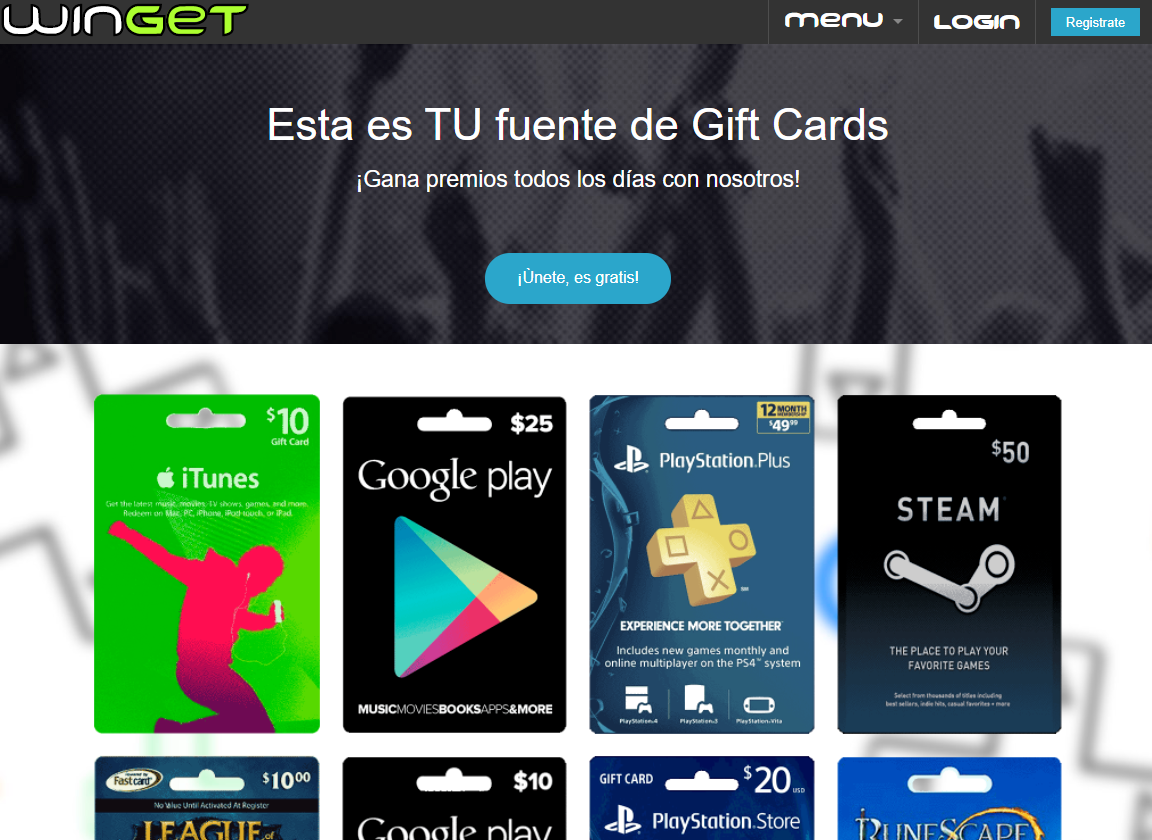 WINGET
MENU
LOGIN
Registrate
Esta es TU fuente de Gift Cards
¡Gana premios todos los días con nosotros!
¡Ùnete, es gratis!
$10
Gift Card
iTunes
Get the latest music, movies, TV shows, games, and more.
Redeem on Mac, PC, iPhone, iPod touch, or iPad.
$25
Google play
MUSICMOVIESBOOKSAPPS&MORE
12 MONTH
MEMBERSHIP
$49.99
PlayStation.Plus
EXPERIENCE MORE TOGETHER™
Includes new games monthly and
online multiplayer on the PS4™ system
PlayStation.4
PlayStation.3
PlayStation.Vita
$50
STEAM
THE PLACE TO PLAY YOUR
FAVORITE GAMES
Select from thousands of titles including
best sellers, indie hits, casual favorites + more
Fastcard
$10.00
No Value Until Activated At Register
LEAGUE of
$10
Google play
GIFT CARD
$20 USD
PlayStation.Store
RUNESCAPE